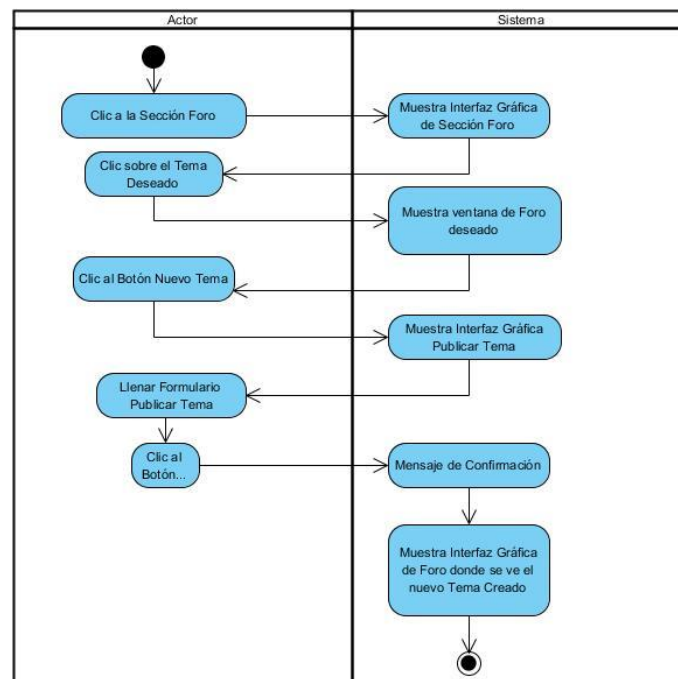 Actor
Sistema
Clic a la Sección Foro
Muestra Interfaz Gráfica
de Sección Foro
Clic sobre el Tema
Deseado
Muestra ventana de Foro
deseado
Clic al Botón Nuevo Tema
Muestra Interfaz Gráfica
Publicar Tema
Llenar Formulario
Publicar Tema
Clic al
Botón...
Mensaje de Confirmación
Muestra Interfaz Gráfica
de Foro donde se ve el
nuevo Tema Creado